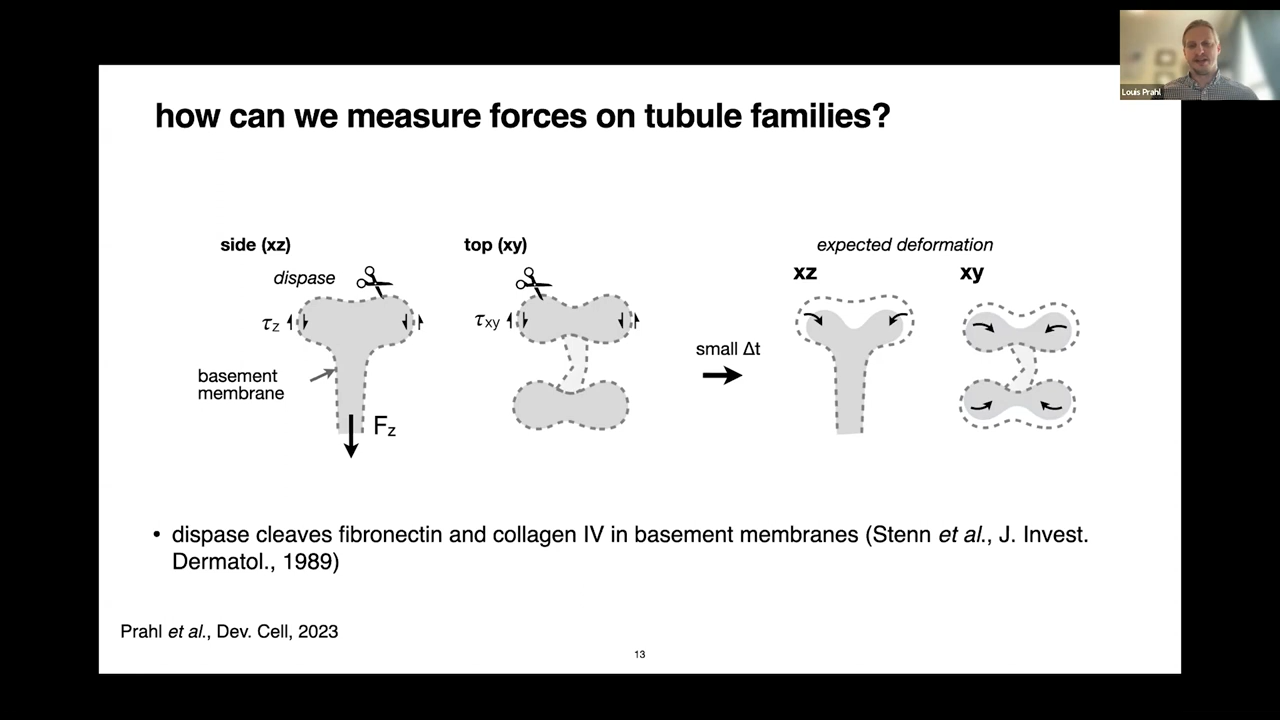 Louis Prahl
how can we measure forces on tubule families?
side (xz)
top (xy)
expected deformation
xz
xy
dispase
τz
τxy
small Δt
basement
membrane
Fz
• dispase cleaves fibronectin and collagen IV in basement membranes (Stenn et al., J. Invest.
Dermatol., 1989)
Prahl et al., Dev. Cell, 2023
13